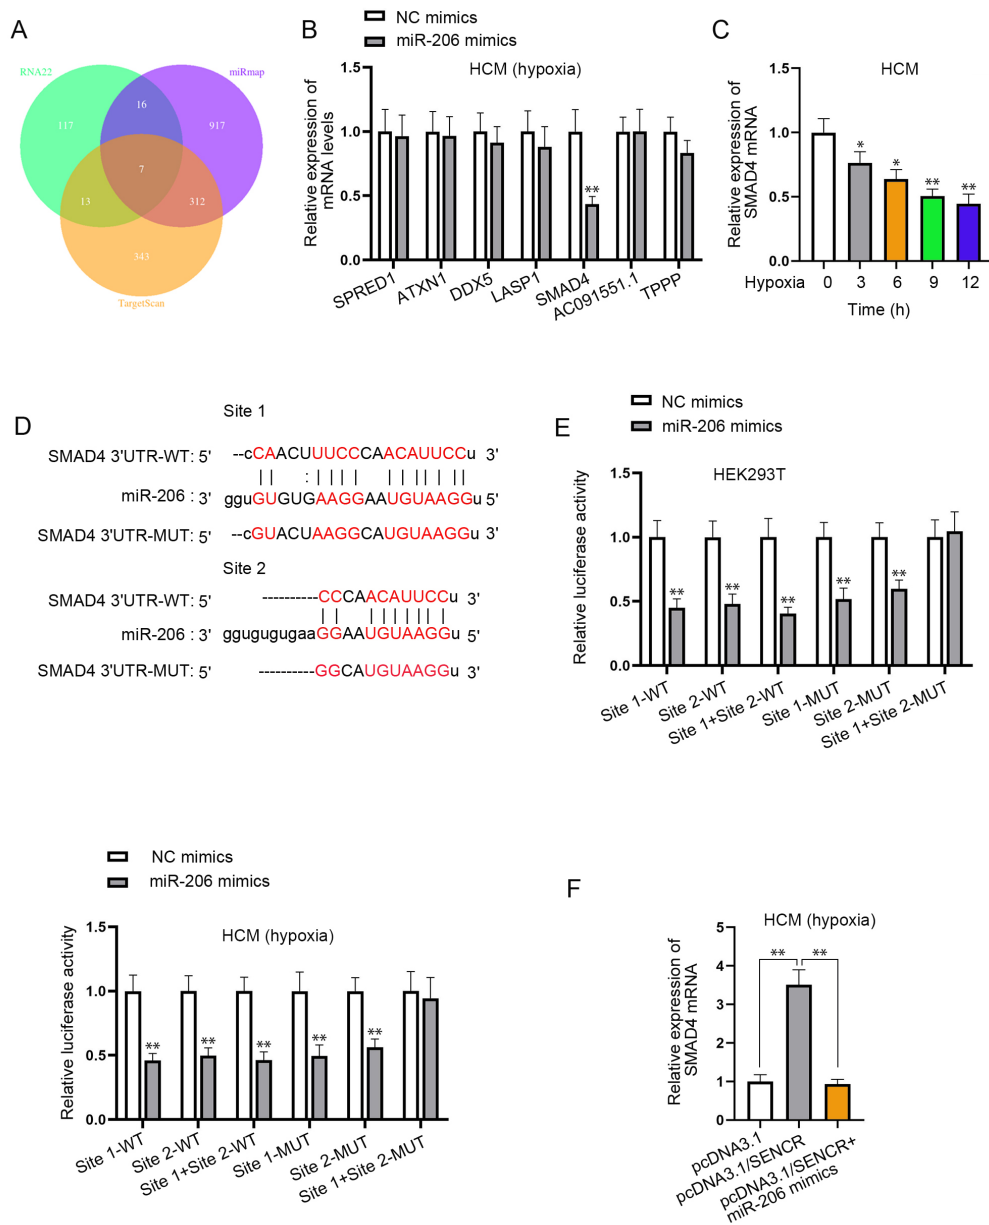 A
RNA22
miRmap
16
117
917
7
13
312
343
TargetScan
B
NC mimics
miR-206 mimics
HCM (hypoxia)
Relative expression of
mRNA levels
1.5
1.0
0.5
0.0
**
SPRED1
ATXN1
DDX5
LASP1
SMAD4
AC091551.1
TPPP
C
HCM
Relative expression of
SMAD4 mRNA
1.5
1.0
0.5
0.0
*
*
**
**
Hypoxia
0
3
6
9
12
Time (h)
D
Site 1
SMAD4 3'UTR-WT: 5' --cCAACUUUCCCAACAUUCCu 3'
| | : | | | | | | | | | | |
miR-206 : 3' gguGUGUGAAGGAAUGUAAGGu 5'
SMAD4 3'UTR-MUT: 5' --cGUACUAAGGCAUGUAAGGu 3'
Site 2
SMAD4 3'UTR-WT: 5' ----------CCCAACAUUCCu 3'
| | | | | | | | |
miR-206 : 3' ggugugugaaGGAAUGUAAGGu 5'
SMAD4 3'UTR-MUT: 5' ----------GGCAUGUAAGGu 3'
E
NC mimics
miR-206 mimics
HEK293T
Relative luciferase activity
1.5
1.0
0.5
0.0
**
**
**
**
**
Site 1-WT
Site 2-WT
Site 1+Site 2-WT
Site 1-MUT
Site 2-MUT
Site 1+Site 2-MUT
NC mimics
miR-206 mimics
HCM (hypoxia)
Relative luciferase activity
1.5
1.0
0.5
0.0
**
**
**
**
**
Site 1-WT
Site 2-WT
Site 1+Site 2-WT
Site 1-MUT
Site 2-MUT
Site 1+Site 2-MUT
F
HCM (hypoxia)
Relative expression of
SMAD4 mRNA
5
4
3
2
1
0
**
**
pcDNA3.1
pcDNA3.1/SENCR
pcDNA3.1/SENCR+
miR-206 mimics